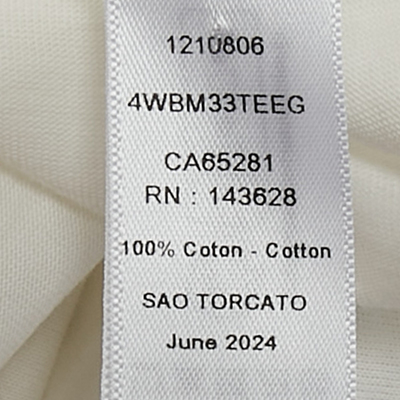 1210806
4WBM33TEEG
CA65281
RN : 143628
100% Coton - Cotton
SAO TORCATO
June 2024